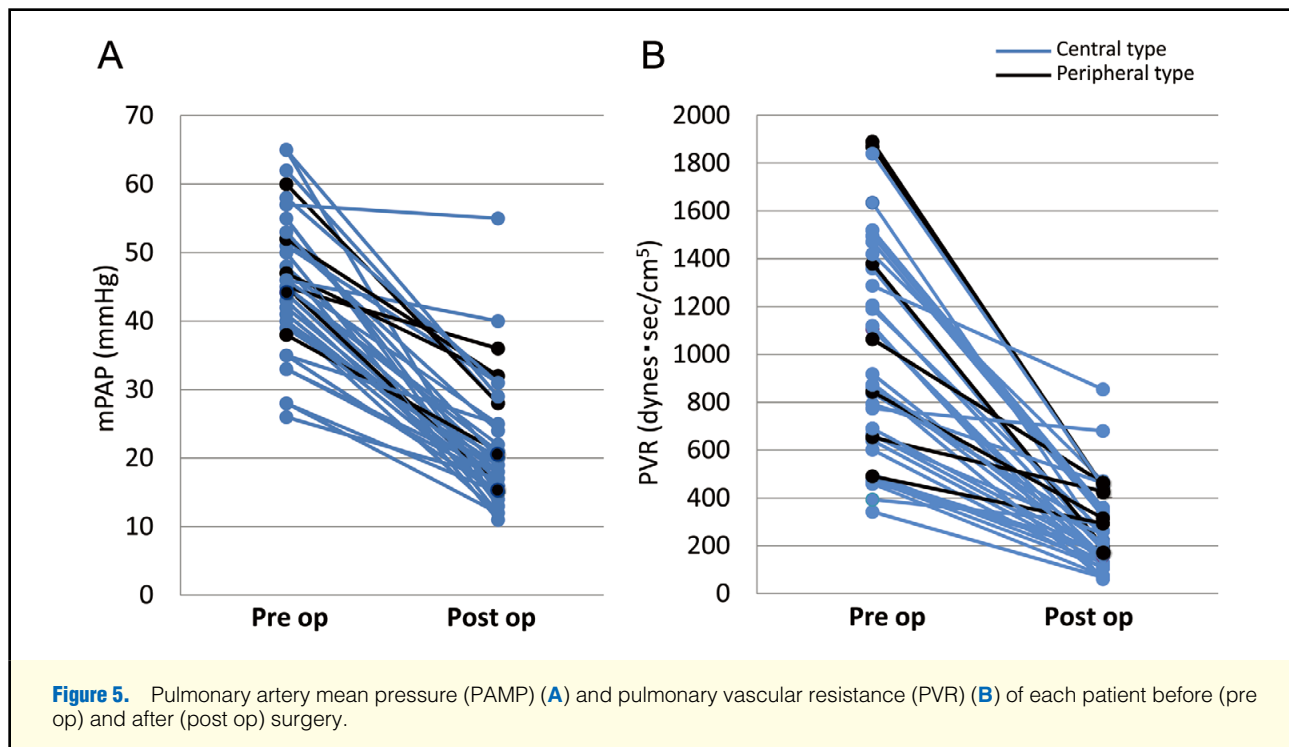 A
B
Central type
Peripheral type
70
60
50
40
30
20
10
0
mPAP (mmHg)
Pre op
Post op
2000
1800
1600
1400
1200
1000
800
600
400
200
0
PVR (dynes▪sec/cm⁵)
Pre op
Post op
Figure 5. Pulmonary artery mean pressure (PAMP) (A) and pulmonary vascular resistance (PVR) (B) of each patient before (pre
op) and after (post op) surgery.